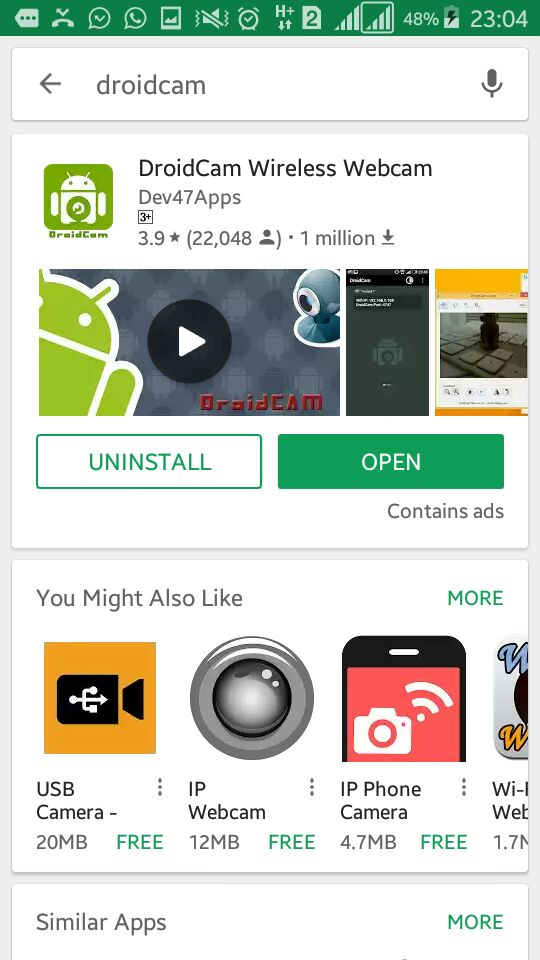 H+ 2 48% 23:04
droidcam
DroidCam Wireless Webcam
Dev47Apps
3+
3.9 ★ (22,048) • 1 million
DroidCam
DroidCAM
UNINSTALL OPEN
Contains ads
You Might Also Like MORE
USB Camera -
20MB FREE
IP Webcam
12MB FREE
IP Phone Camera
4.7MB FREE
Wi-F
Web
1.7M
Similar Apps MORE